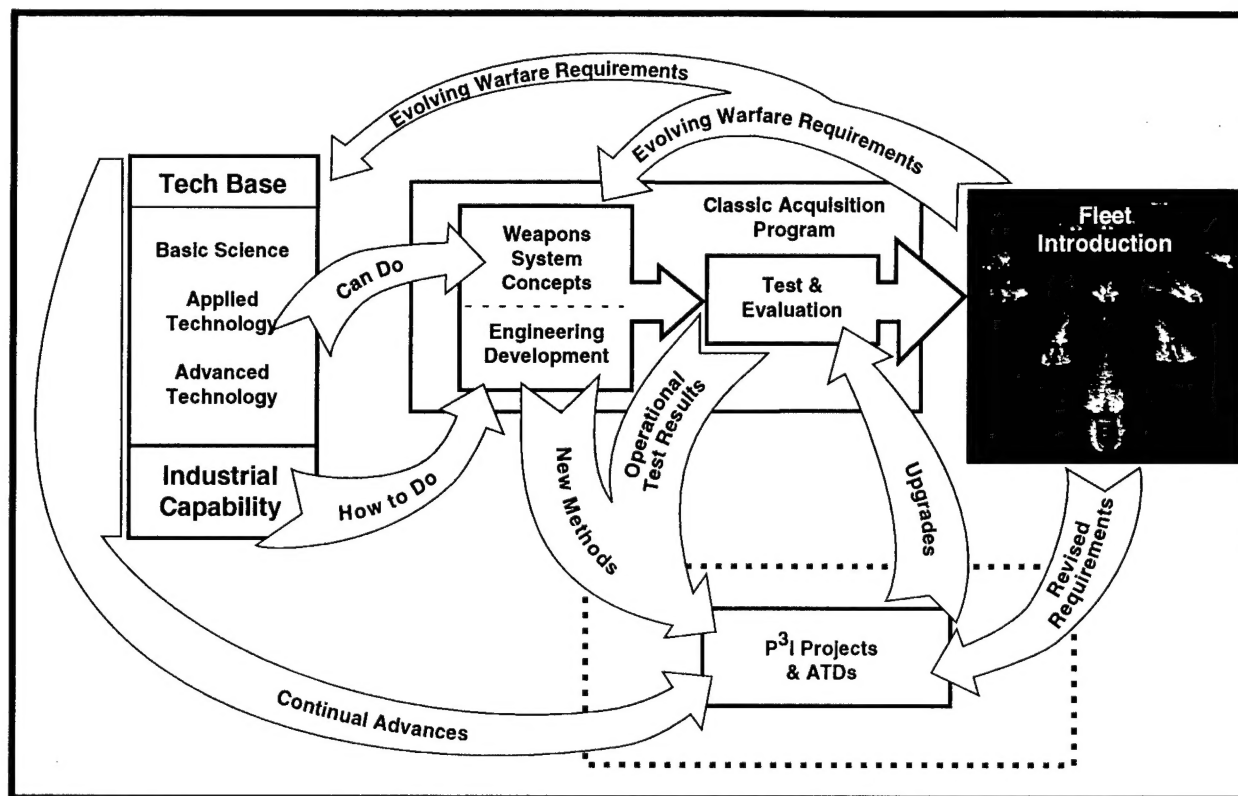 Evolving Warfare Requirements
Evolving Warfare Requirements
Tech Base
Basic Science
Applied
Technology
Advanced
Technology
Industrial
Capability
Can Do
How to Do
Classic Acquisition
Program
Weapons
System
Concepts
Engineering
Development
Test &
Evaluation
Fleet
Introduction
New Methods
Operational
Test Results
Upgrades
Revised
Requirements
P³I Projects
& ATDs
Continual Advances